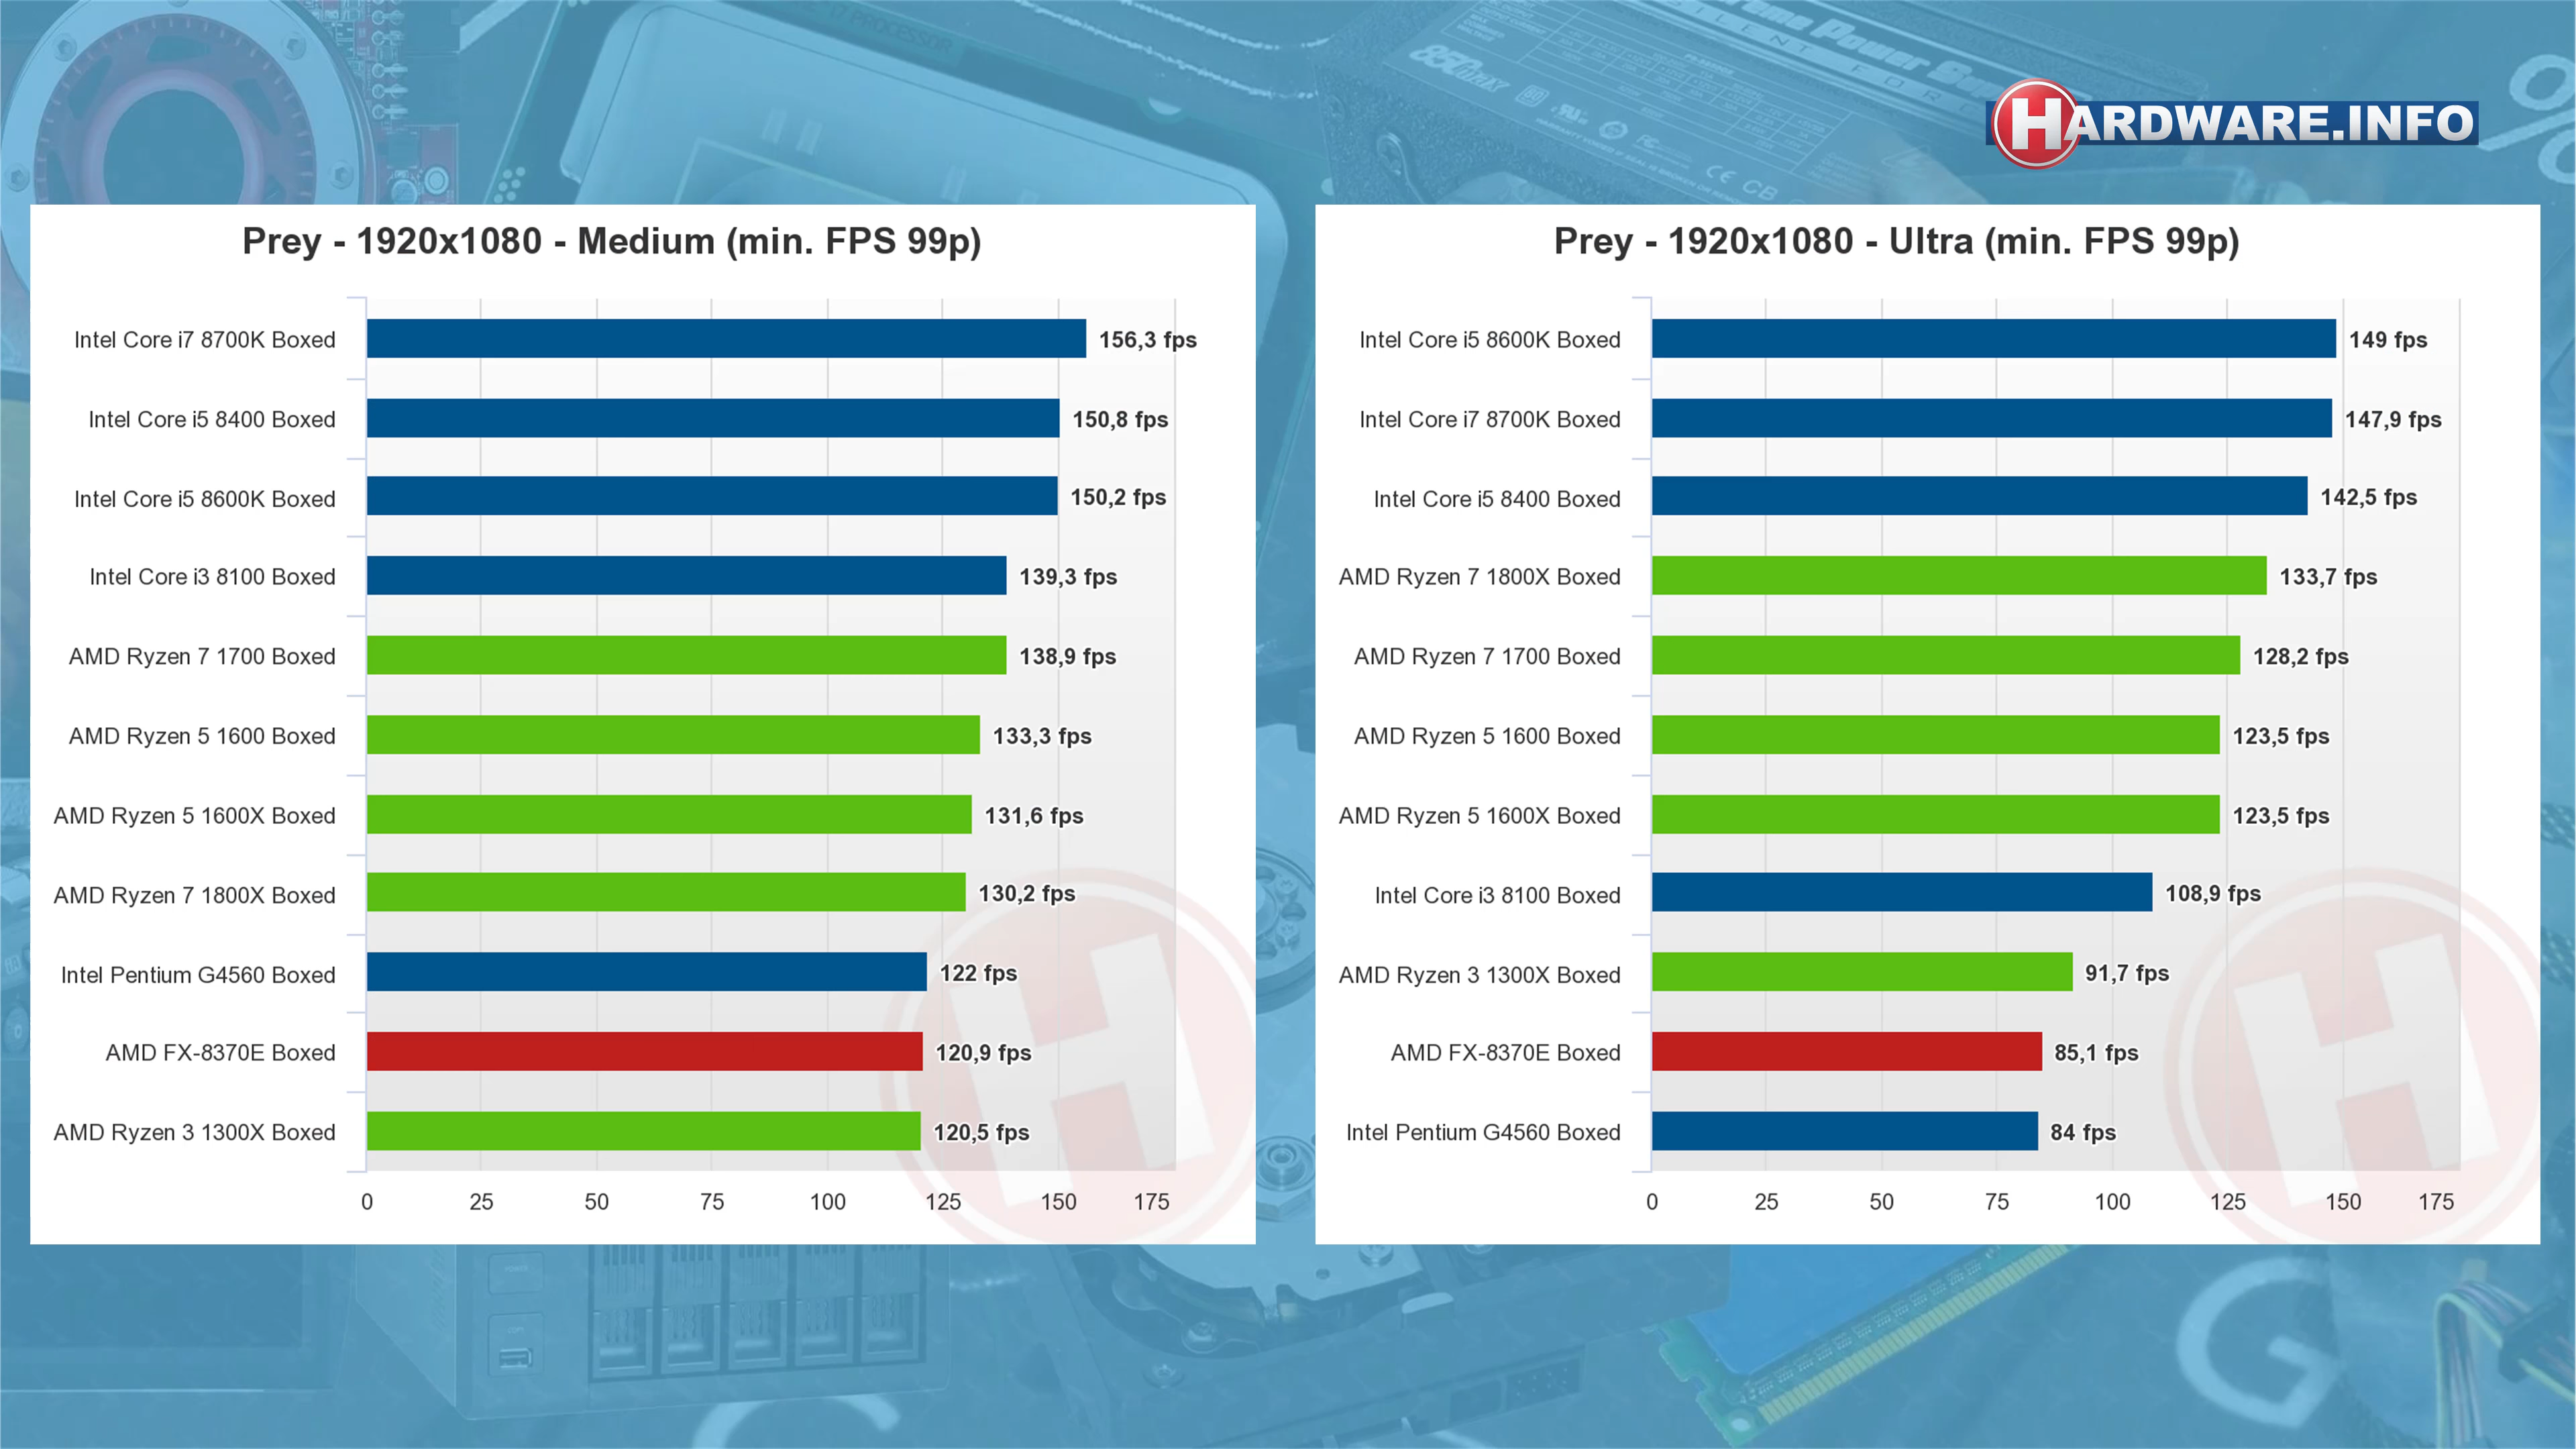 HARDWARE.INFO
Prey - 1920x1080 - Medium (min. FPS 99p)
Intel Core i7 8700K Boxed 156,3 fps
Intel Core i5 8400 Boxed 150,8 fps
Intel Core i5 8600K Boxed 150,2 fps
Intel Core i3 8100 Boxed 139,3 fps
AMD Ryzen 7 1700 Boxed 138,9 fps
AMD Ryzen 5 1600 Boxed 133,3 fps
AMD Ryzen 5 1600X Boxed 131,6 fps
AMD Ryzen 7 1800X Boxed 130,2 fps
Intel Pentium G4560 Boxed 122 fps
AMD FX-8370E Boxed 120,9 fps
AMD Ryzen 3 1300X Boxed 120,5 fps
0 25 50 75 100 125 150 175
Prey - 1920x1080 - Ultra (min. FPS 99p)
Intel Core i5 8600K Boxed 149 fps
Intel Core i7 8700K Boxed 147,9 fps
Intel Core i5 8400 Boxed 142,5 fps
AMD Ryzen 7 1800X Boxed 133,7 fps
AMD Ryzen 7 1700 Boxed 128,2 fps
AMD Ryzen 5 1600 Boxed 123,5 fps
AMD Ryzen 5 1600X Boxed 123,5 fps
Intel Core i3 8100 Boxed 108,9 fps
AMD Ryzen 3 1300X Boxed 91,7 fps
AMD FX-8370E Boxed 85,1 fps
Intel Pentium G4560 Boxed 84 fps
0 25 50 75 100 125 150 175